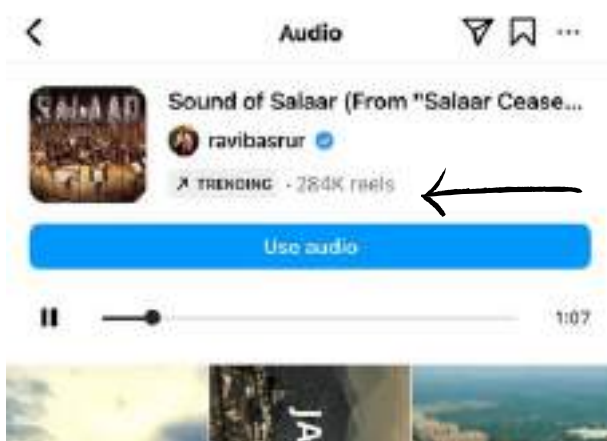 Audio
SALAAR
Sound of Salaar (From "Salaar Cease...
ravibasrur
TRENDING · 284K reels
Use audio
1:07
JA